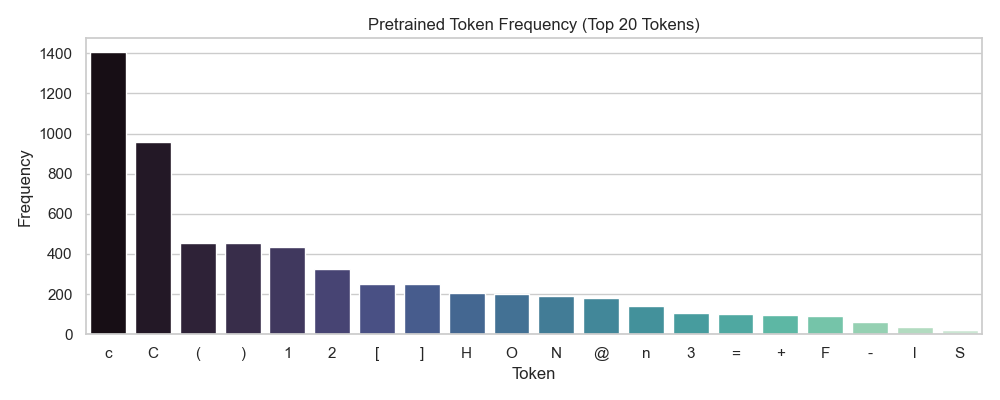 Pretrained Token Frequency (Top 20 Tokens)
Frequency
1400
1200
1000
800
600
400
200
0
c C ( ) 1 2 [ ] H O N @ n 3 = + F - l S
Token